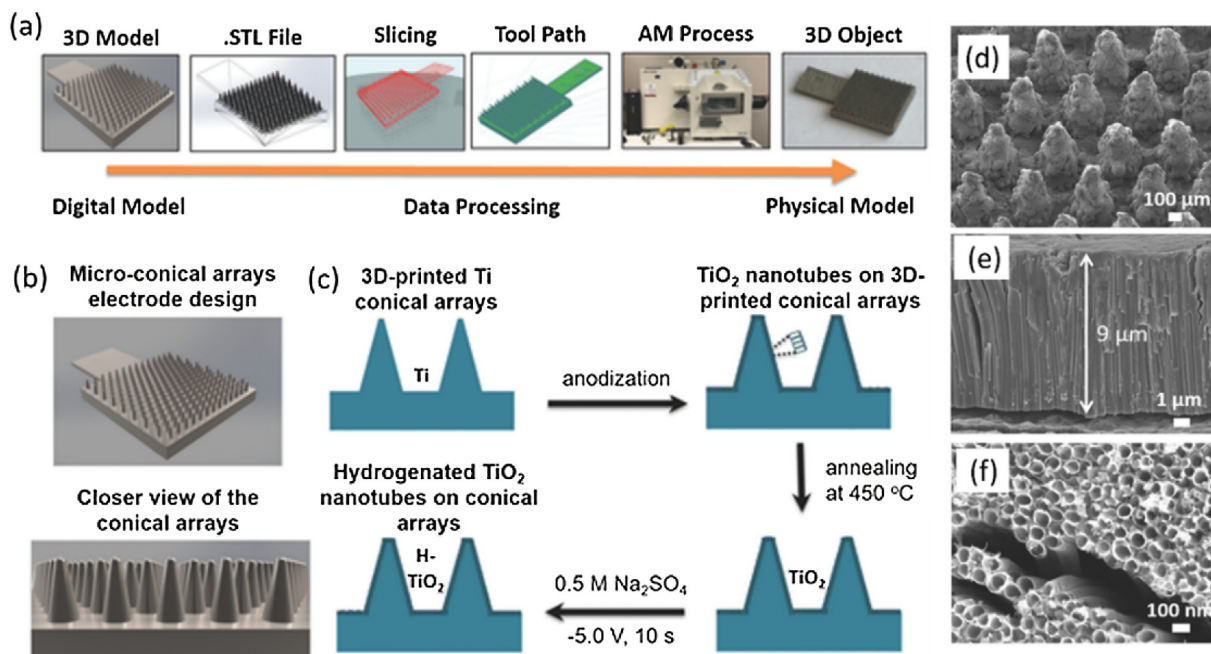 (a)
3D Model
.STL File
Slicing
Tool Path
AM Process
3D Object
Digital Model
Data Processing
Physical Model
(b)
Micro-conical arrays
electrode design
Closer view of the
conical arrays
(c)
3D-printed Ti
conical arrays
Ti
anodization
TiO₂ nanotubes on 3D-
printed conical arrays
annealing
at 450 °C
TiO₂
0.5 M Na₂SO₄
-5.0 V, 10 s
Hydrogenated TiO₂
nanotubes on conical
arrays
H-
TiO₂
(d)
100 µm
(e)
9 µm
1 µm
(f)
100 nm